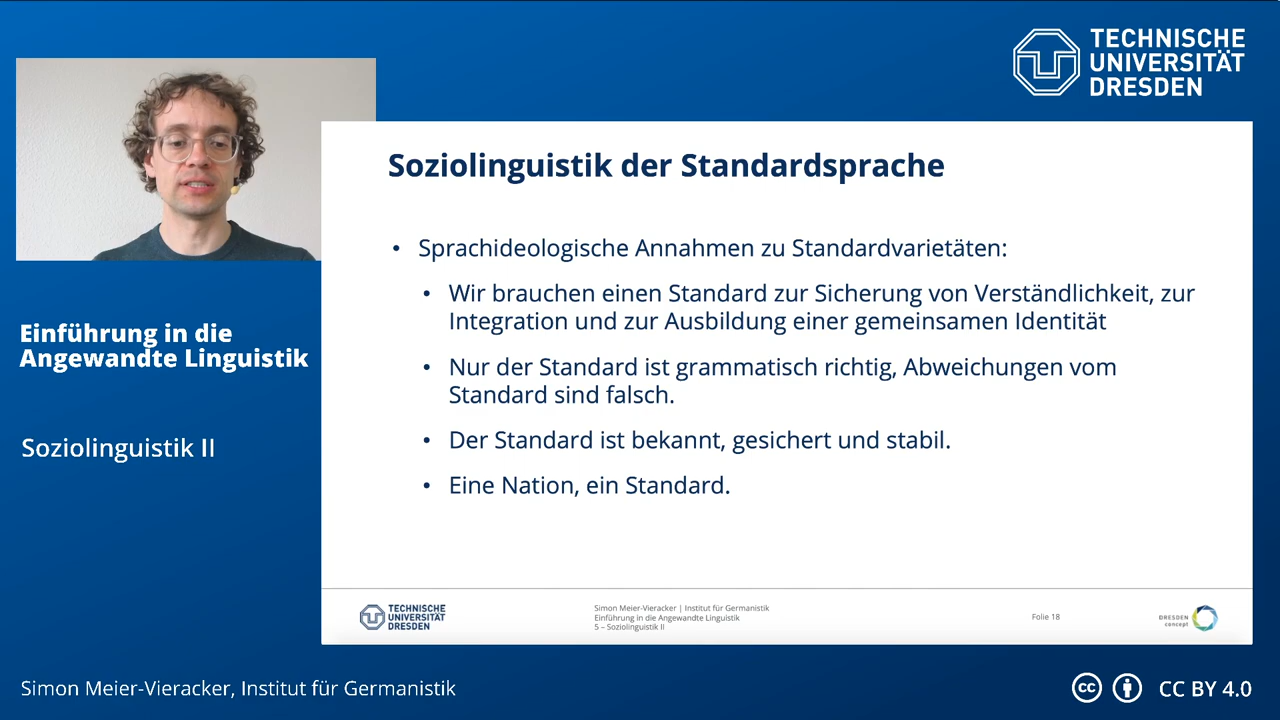 TECHNISCHE
UNIVERSITÄT
DRESDEN
Soziolinguistik der Standardsprache
• Sprachideologische Annahmen zu Standardvarietäten:
• Wir brauchen einen Standard zur Sicherung von Verständlichkeit, zur
Integration und zur Ausbildung einer gemeinsamen Identität
• Nur der Standard ist grammatisch richtig, Abweichungen vom
Standard sind falsch.
• Der Standard ist bekannt, gesichert und stabil.
• Eine Nation, ein Standard.
Einführung in die
Angewandte Linguistik
Soziolinguistik II
TECHNISCHE
UNIVERSITÄT
DRESDEN
Simon Meier-Vieracker | Institut für Germanistik
Einführung in die Angewandte Linguistik
5 – Soziolinguistik II
Folie 18
DRESDEN
concept
Simon Meier-Vieracker, Institut für Germanistik
cc
CC BY 4.0